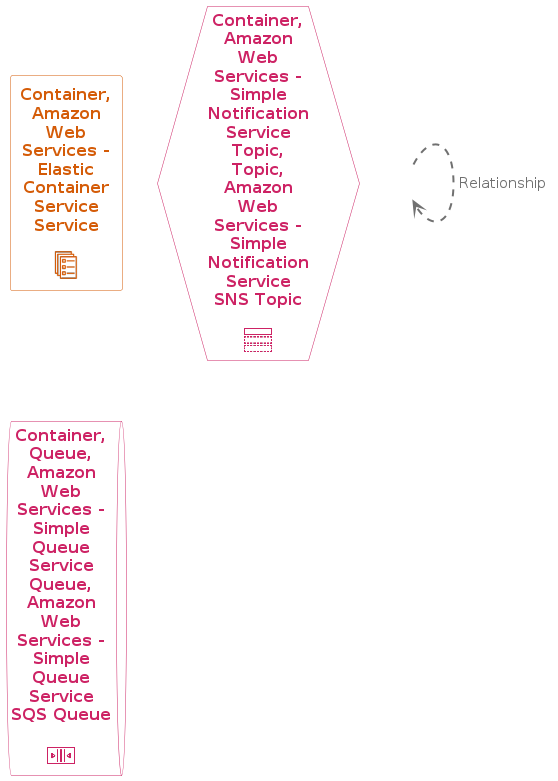 Container,
Amazon
Web
Services -
Elastic
Container
Service
Service
Container,
Amazon
Web
Services -
Simple
Notification
Service
Topic,
Topic,
Amazon
Web
Services -
Simple
Notification
Service
SNS Topic
Relationship
Container,
Queue,
Amazon
Web
Services -
Simple
Queue
Service
Queue,
Amazon
Web
Services -
Simple
Queue
Service
SQS Queue